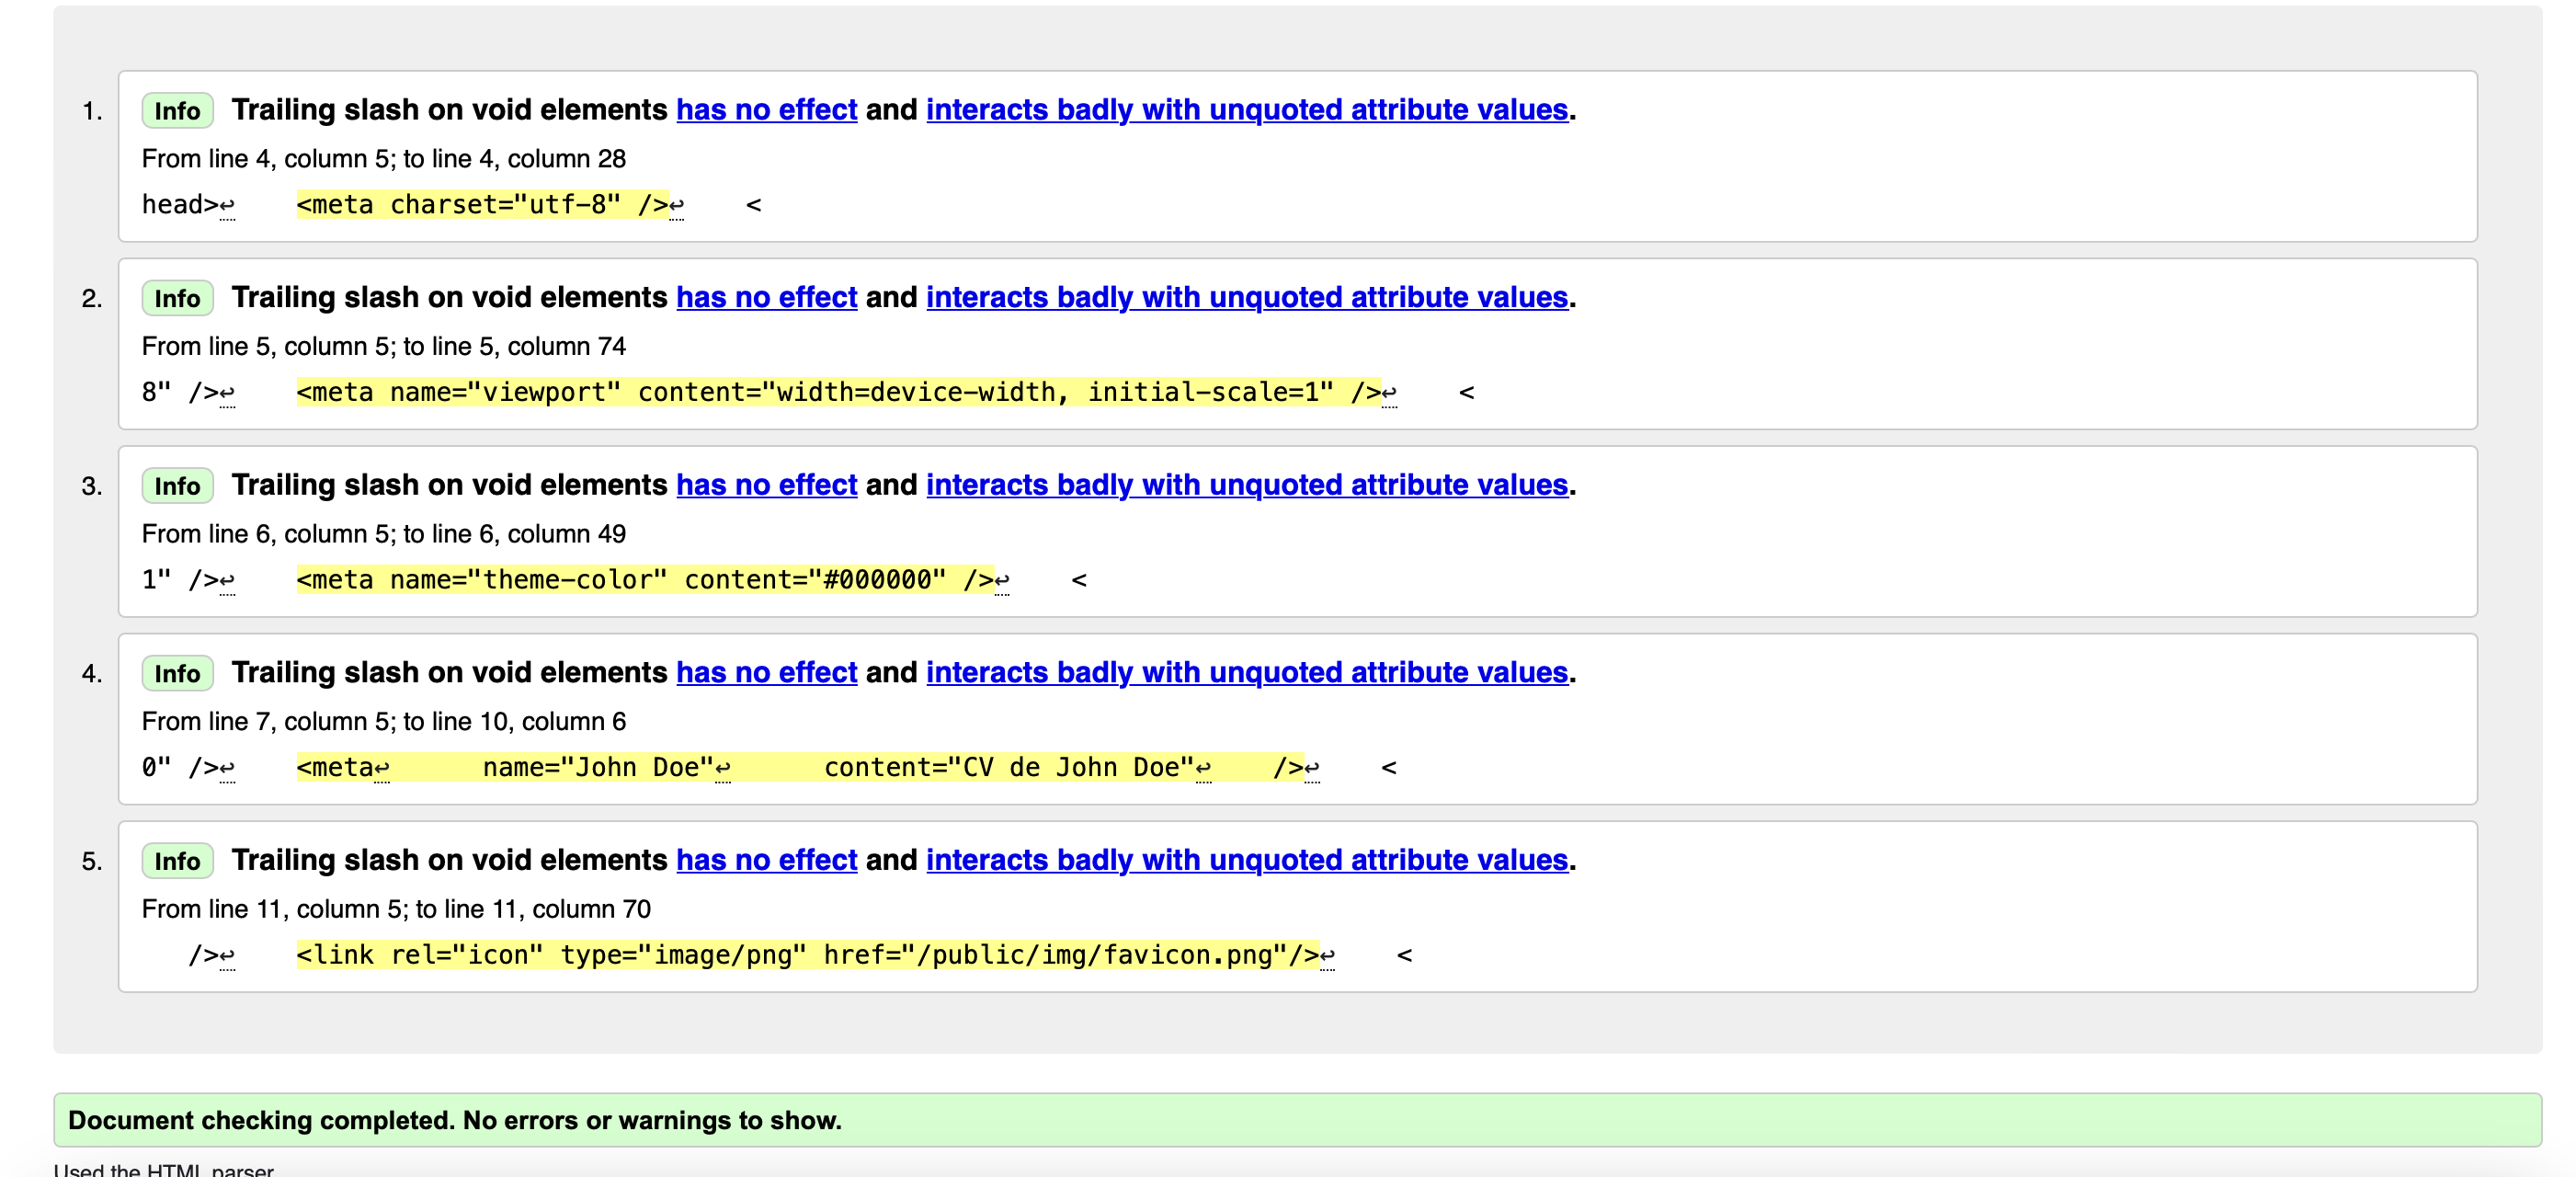 1. Info Trailing slash on void elements has no effect and interacts badly with unquoted attribute values.
From line 4, column 5; to line 4, column 28
head>↩    <meta charset="utf-8" />↩    <
2. Info Trailing slash on void elements has no effect and interacts badly with unquoted attribute values.
From line 5, column 5; to line 5, column 74
8" />↩    <meta name="viewport" content="width=device-width, initial-scale=1" />↩    <
3. Info Trailing slash on void elements has no effect and interacts badly with unquoted attribute values.
From line 6, column 5; to line 6, column 49
1" />↩    <meta name="theme-color" content="#000000" />↩    <
4. Info Trailing slash on void elements has no effect and interacts badly with unquoted attribute values.
From line 7, column 5; to line 10, column 6
0" />↩    <meta↩      name="John Doe"↩      content="CV de John Doe"↩    />↩    <
5. Info Trailing slash on void elements has no effect and interacts badly with unquoted attribute values.
From line 11, column 5; to line 11, column 70
   />↩    <link rel="icon" type="image/png" href="/public/img/favicon.png"/>↩    <
Document checking completed. No errors or warnings to show.
Used the HTML parser